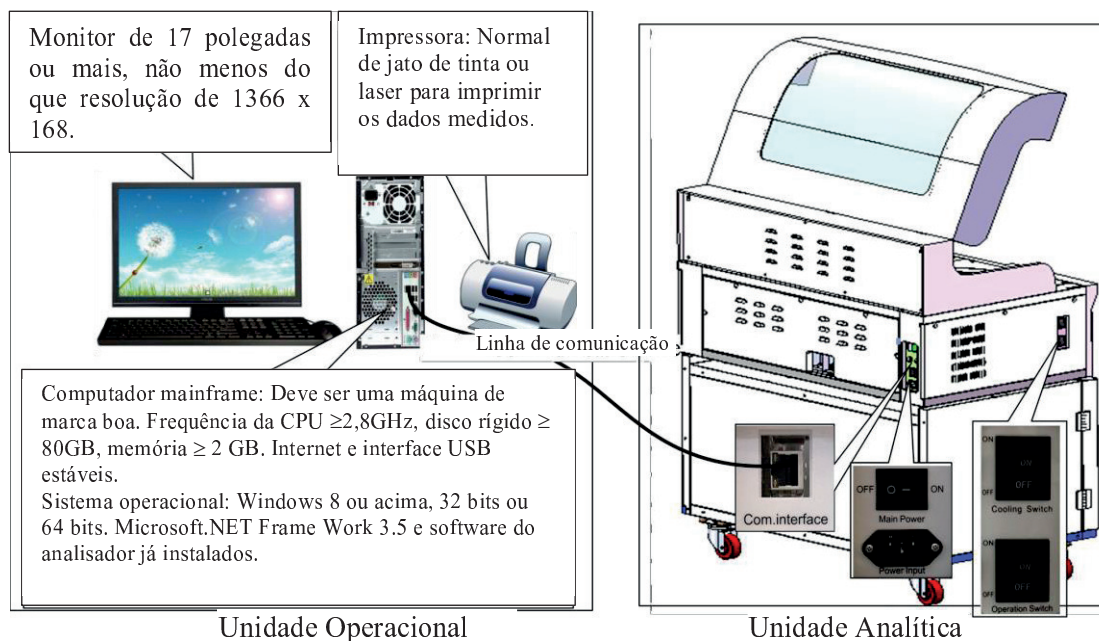 Monitor de 17 polegadas
ou mais, não menos do
que resolução de 1366 x
168.
Impressora: Normal
de jato de tinta ou
laser para imprimir
os dados medidos.
Linha de comunicação
Computador mainframe: Deve ser uma máquina de
marca boa. Frequência da CPU ≥2,8GHz, disco rígido ≥
80GB, memória ≥ 2 GB. Internet e interface USB
estáveis.
Sistema operacional: Windows 8 ou acima, 32 bits ou
64 bits. Microsoft.NET Frame Work 3.5 e software do
analisador já instalados.
Com.interface
OFF
ON
Main Power
Power Input
ON
ON
OFF
OFF
Cooling Switch
ON
ON
OFF
OFF
Operation Switch
Unidade Operacional
Unidade Analítica